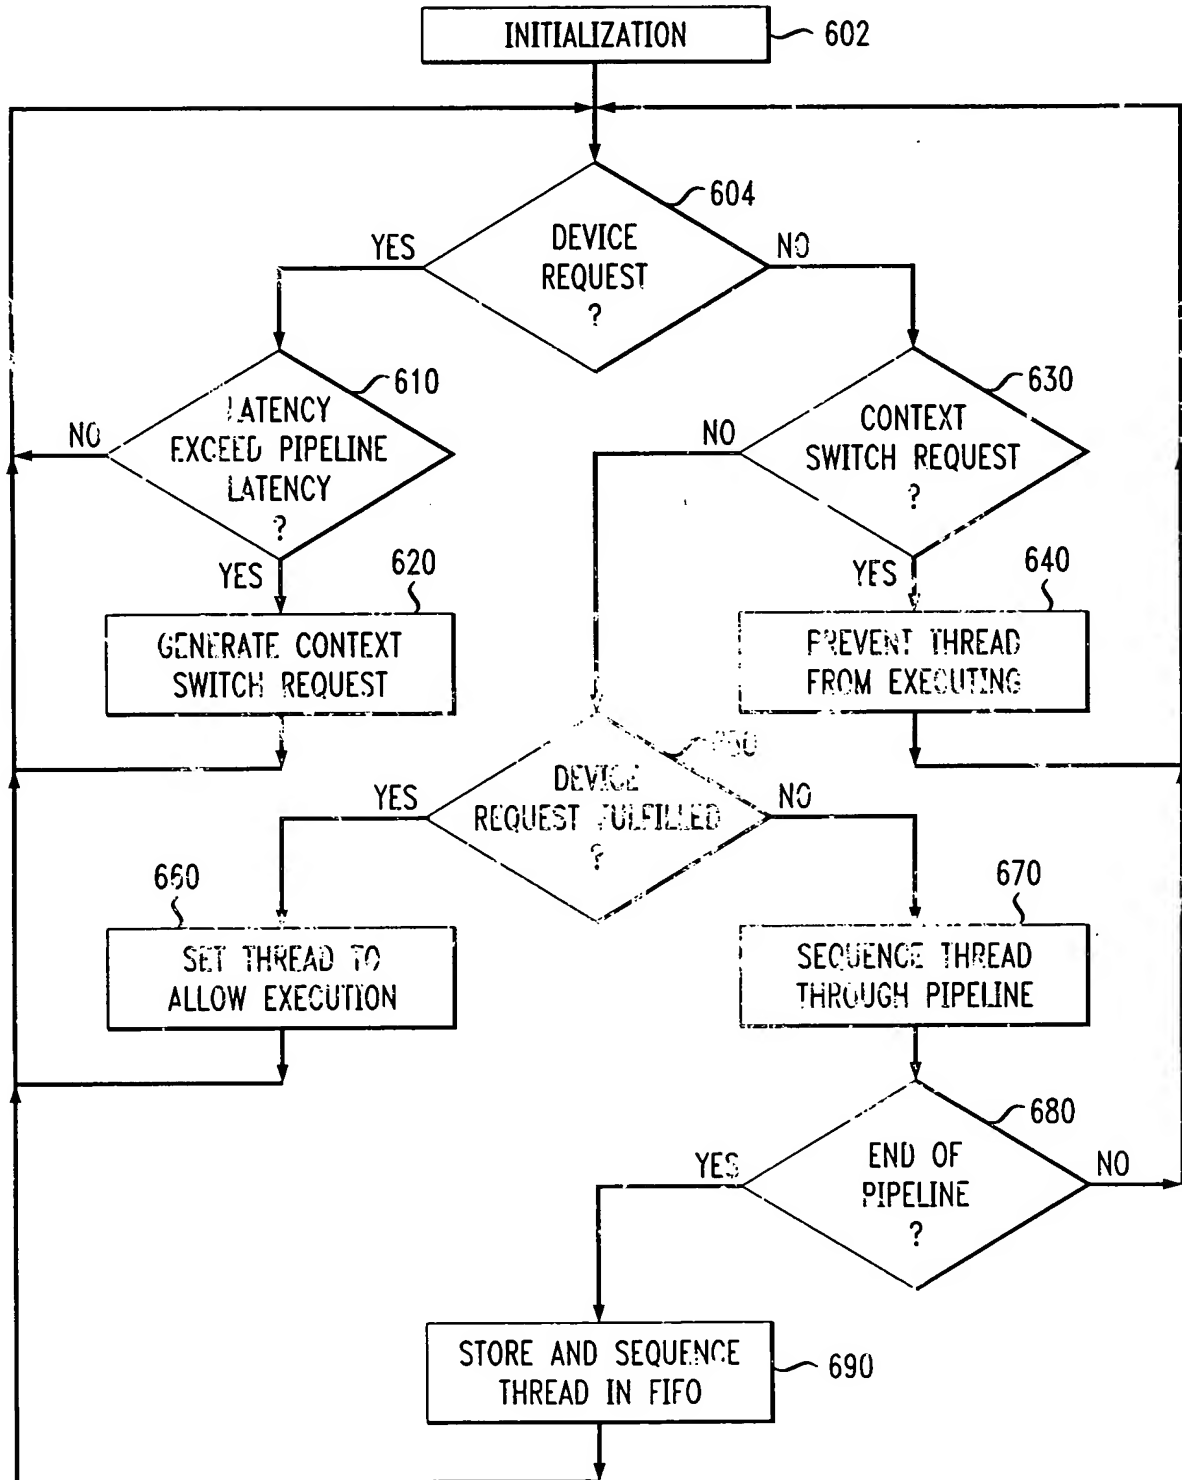 INITIALIZATION
602
604
DEVICE
REQUEST
?
YES
NO
610
LATENCY
EXCEED PIPELINE
LATENCY
?
NO
YES
630
CONTEXT
SWITCH REQUEST
?
NO
YES
620
GENERATE CONTEXT
SWITCH REQUEST
640
PREVENT THREAD
FROM EXECUTING
DEVICE
REQUEST FULFILLED
?
YES
NO
660
SET THREAD TO
ALLOW EXECUTION
670
SEQUENCE THREAD
THROUGH PIPELINE
680
END OF
PIPELINE
?
YES
NO
STORE AND SEQUENCE
THREAD IN FIFO
690